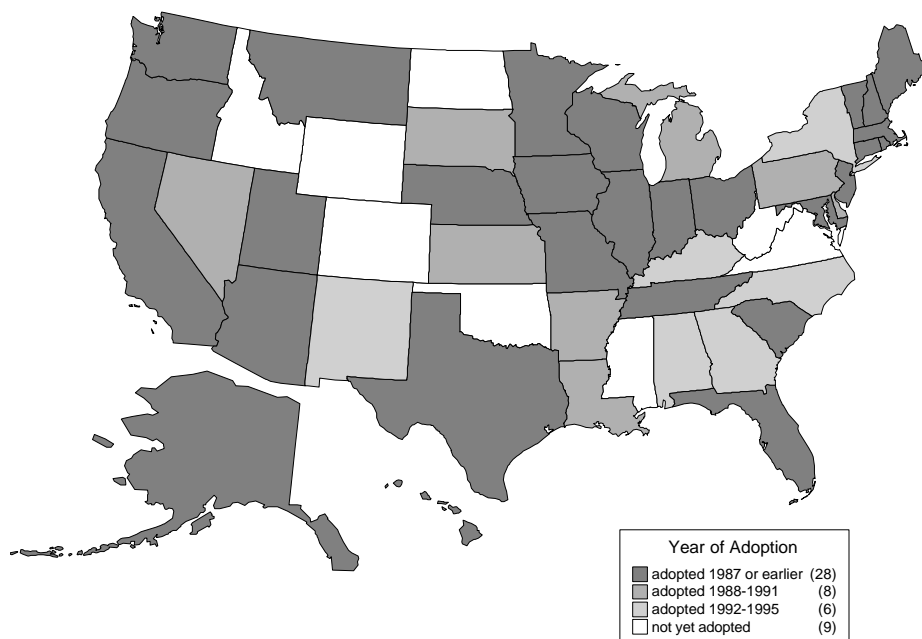 Year of Adoption
adopted 1987 or earlier (28)
adopted 1988-1991 (8)
adopted 1992-1995 (6)
not yet adopted (9)